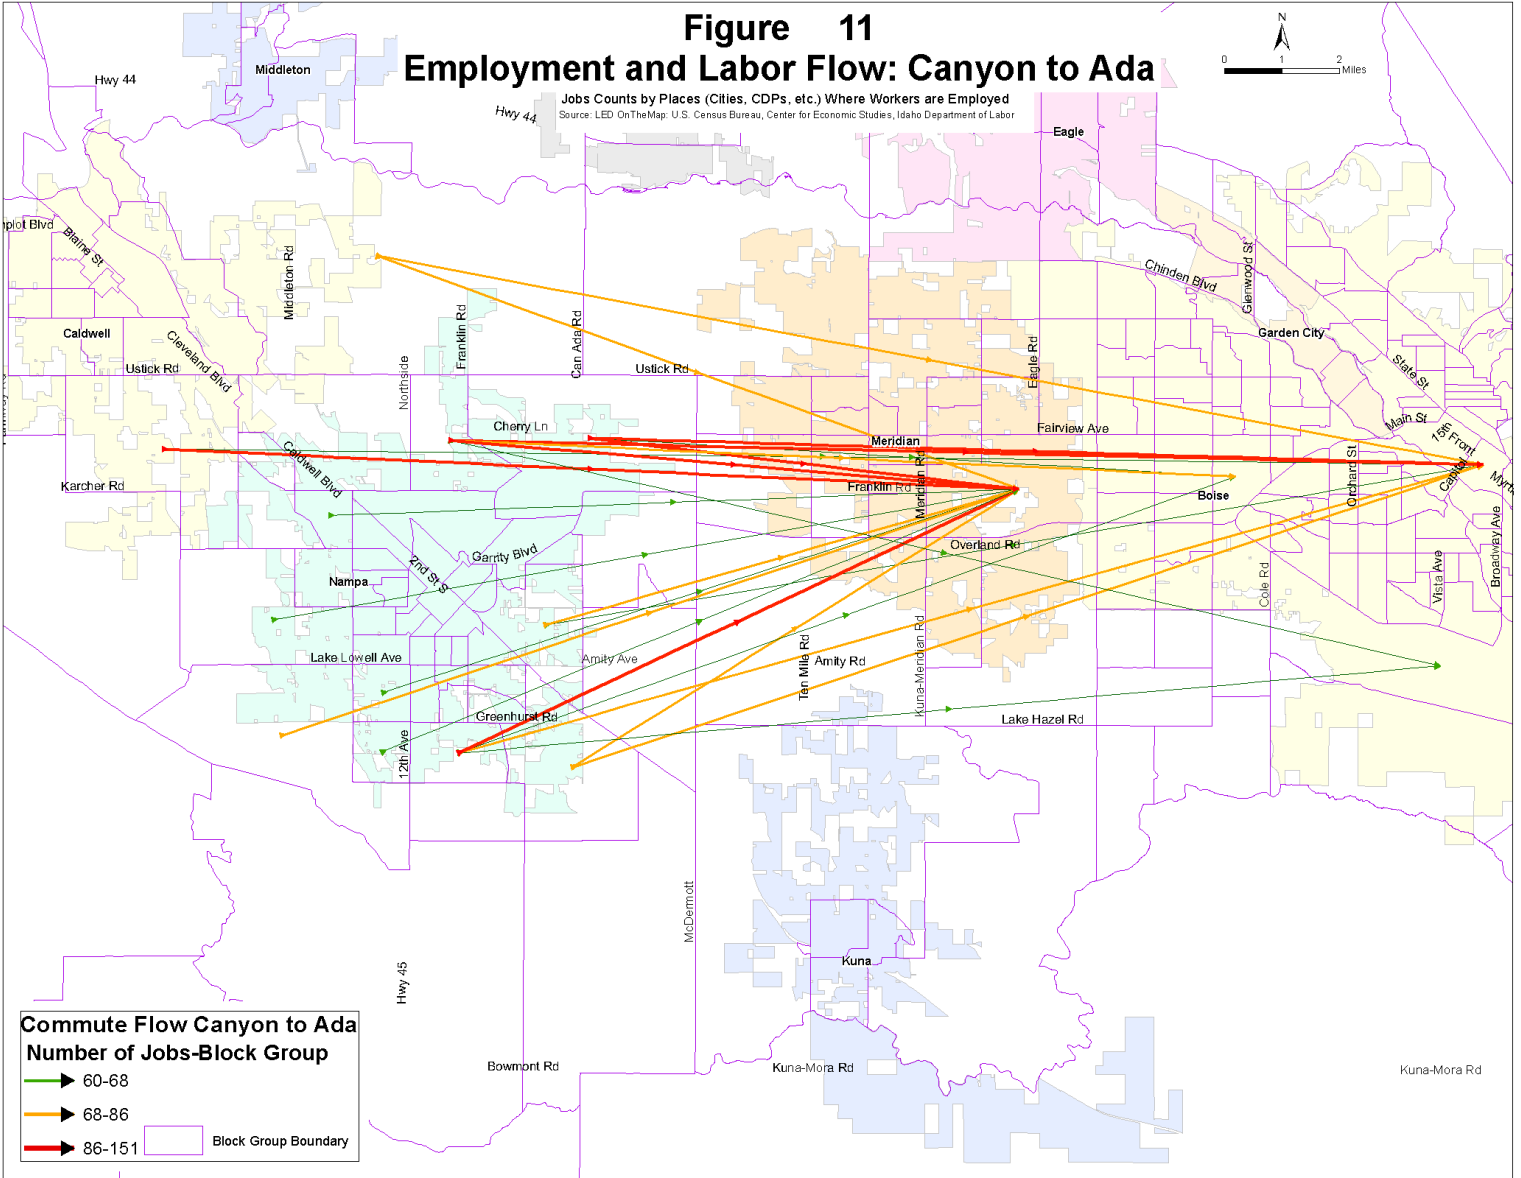 Figure 11
Employment and Labor Flow: Canyon to Ada
Jobs Counts by Places (Cities, CDPs, etc.) Where Workers are Employed
Source: LED OnTheMap: U.S. Census Bureau, Center for Economic Studies, Idaho Department of Labor
N
0 1 2
Miles
Middleton
Hwy 44
Hwy 44
Eagle
Blvd
Blaine St
Middleton Rd
Chinden Blvd
Glenwood St
Caldwell
Cleveland Blvd
Franklin Rd
Can Ada Rd
Garden City
Ustick Rd
Northside
Ustick Rd
Eagle Rd
State St
Cherry Ln
Fairview Ave
Main St
15th
Front
Meridian
Caldwell Blvd
Karcher Rd
Franklin Rd
Meridian Rd
Boise
Orchard St
Capitol
Broadway Ave
Garrity Blvd
Overland Rd
Nampa
2nd St S
Cole Rd
Vista Ave
Lake Lowell Ave
Amity Ave
Ten Mile Rd
Amity Rd
Kuna-Meridian Rd
Greenhurst Rd
Lake Hazel Rd
12th Ave
McDermott
Kuna
Hwy 45
Bowmont Rd
Kuna-Mora Rd
Kuna-Mora Rd
Commute Flow Canyon to Ada
Number of Jobs-Block Group
60-68
68-86
86-151
Block Group Boundary